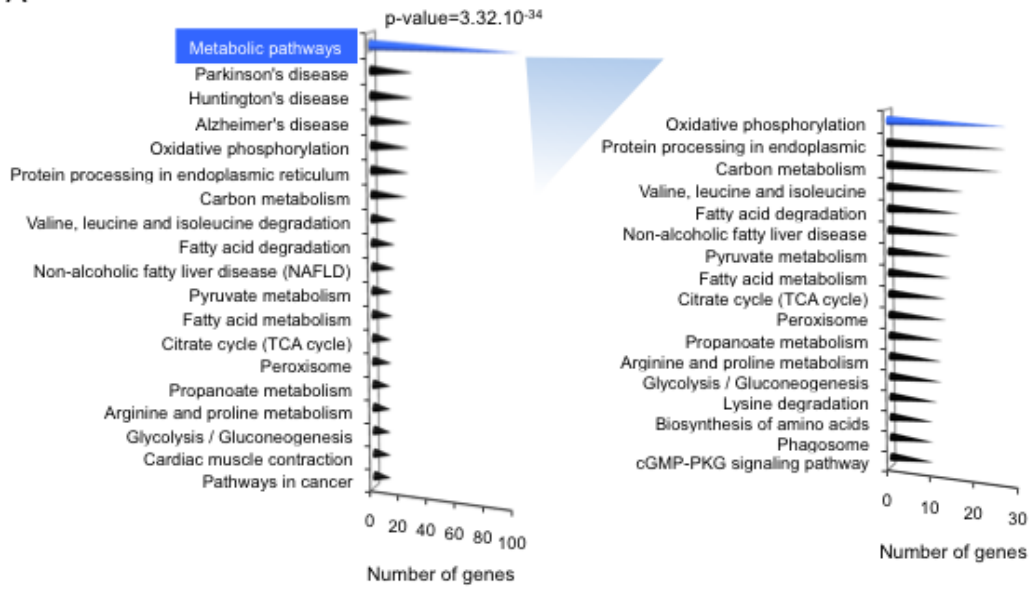 p-value=3.32.10-34
Metabolic pathways
Parkinson's disease
Huntington's disease
Alzheimer's disease
Oxidative phosphorylation
Protein processing in endoplasmic reticulum
Carbon metabolism
Valine, leucine and isoleucine degradation
Fatty acid degradation
Non-alcoholic fatty liver disease (NAFLD)
Pyruvate metabolism
Fatty acid metabolism
Citrate cycle (TCA cycle)
Peroxisome
Propanoate metabolism
Arginine and proline metabolism
Glycolysis / Gluconeogenesis
Cardiac muscle contraction
Pathways in cancer
0 20 40 60 80 100
Number of genes
Oxidative phosphorylation
Protein processing in endoplasmic
Carbon metabolism
Valine, leucine and isoleucine
Fatty acid degradation
Non-alcoholic fatty liver disease
Pyruvate metabolism
Fatty acid metabolism
Citrate cycle (TCA cycle)
Peroxisome
Propanoate metabolism
Arginine and proline metabolism
Glycolysis / Gluconeogenesis
Lysine degradation
Biosynthesis of amino acids
Phagosome
cGMP-PKG signaling pathway
0 10 20 30
Number of genes